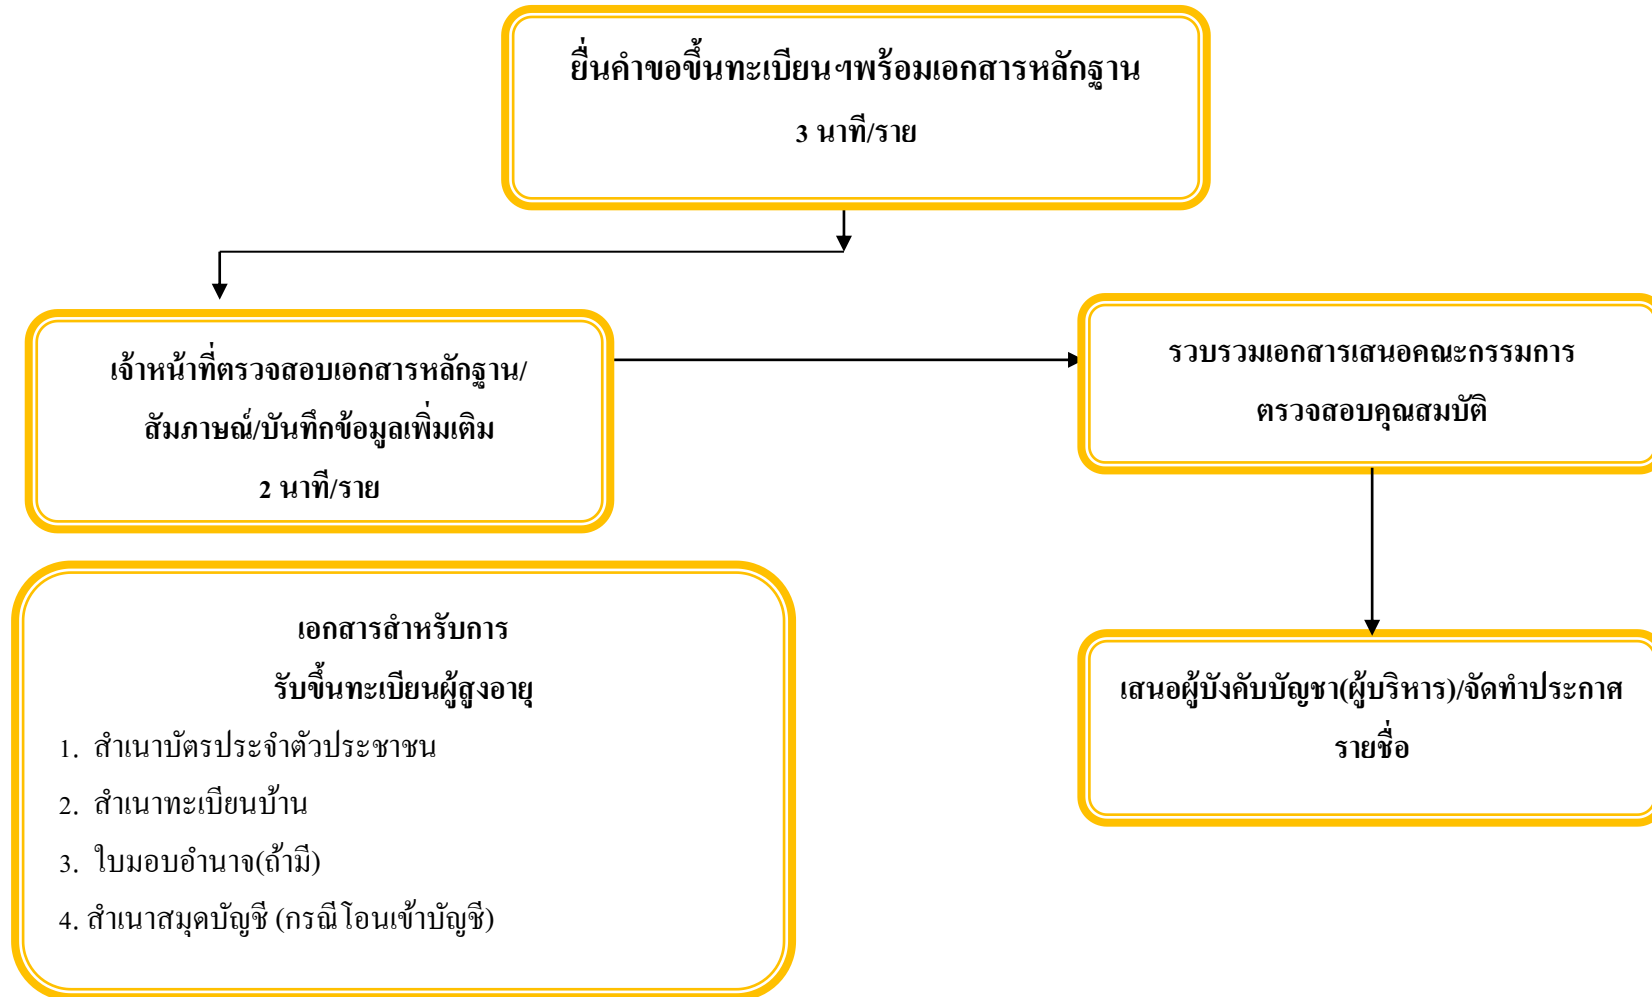 ยื่นคำขอขึ้นทะเบียนฯพร้อมเอกสารหลักฐาน
3 นาที/ราย
เจ้าหน้าที่ตรวจสอบเอกสารหลักฐาน/
สัมภาษณ์/บันทึกข้อมูลเพิ่มเติม
2 นาที/ราย
รวบรวมเอกสารเสนอคณะกรรมการ
ตรวจสอบคุณสมบัติ
เสนอผู้บังคับบัญชา(ผู้บริหาร)/จัดทำประกาศ
รายชื่อ
เอกสารสำหรับการ
รับขึ้นทะเบียนผู้สูงอายุ
1. สำเนาบัตรประจำตัวประชาชน
2. สำเนาทะเบียนบ้าน
3. ใบมอบอำนาจ(ถ้ามี)
4. สำเนาสมุดบัญชี (กรณีโอนเข้าบัญชี)